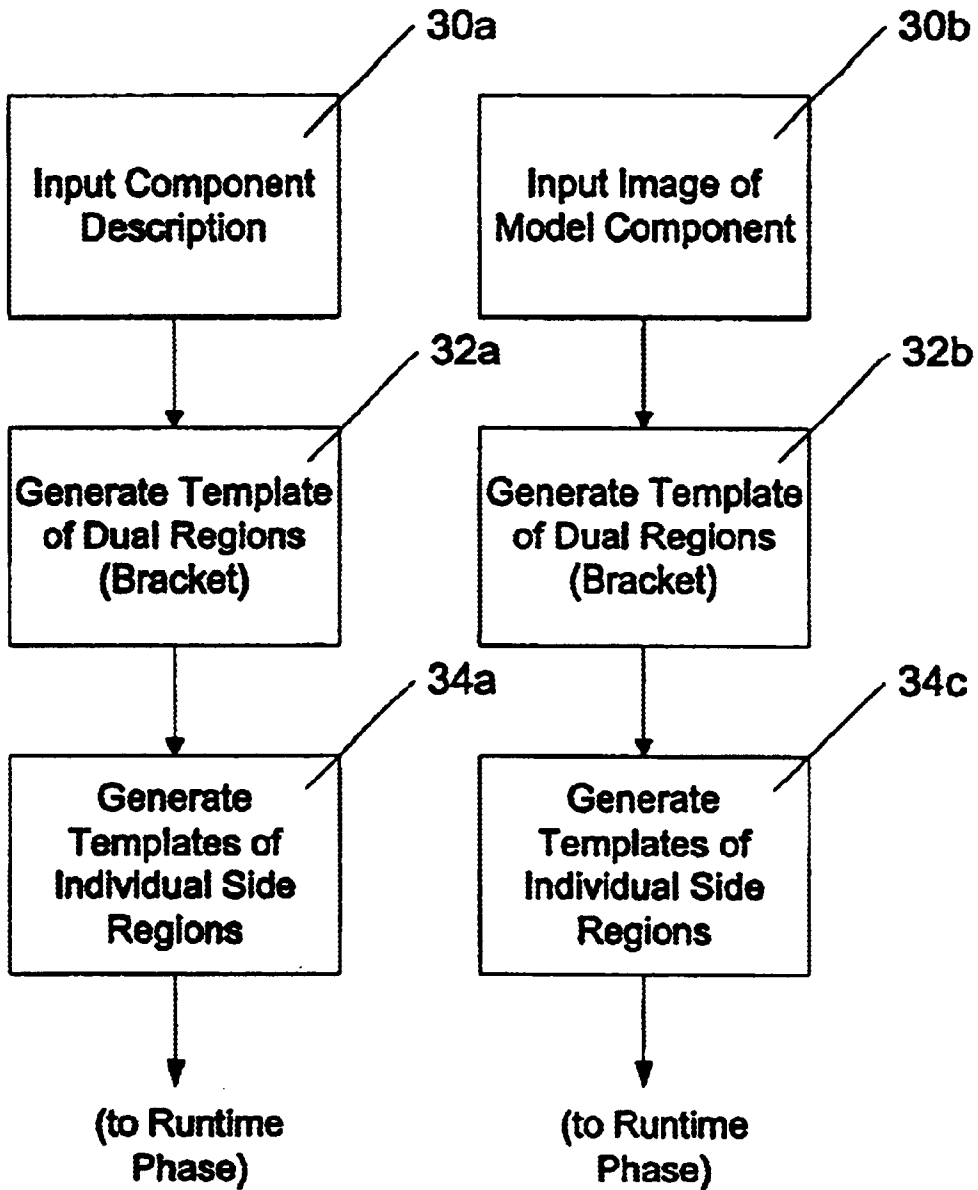 30a
Input Component
Description
32a
Generate Template
of Dual Regions
(Bracket)
34a
Generate
Templates of
Individual Side
Regions
(to Runtime
Phase)
30b
Input Image of
Model Component
32b
Generate Template
of Dual Regions
(Bracket)
34c
Generate
Templates of
Individual Side
Regions
(to Runtime
Phase)